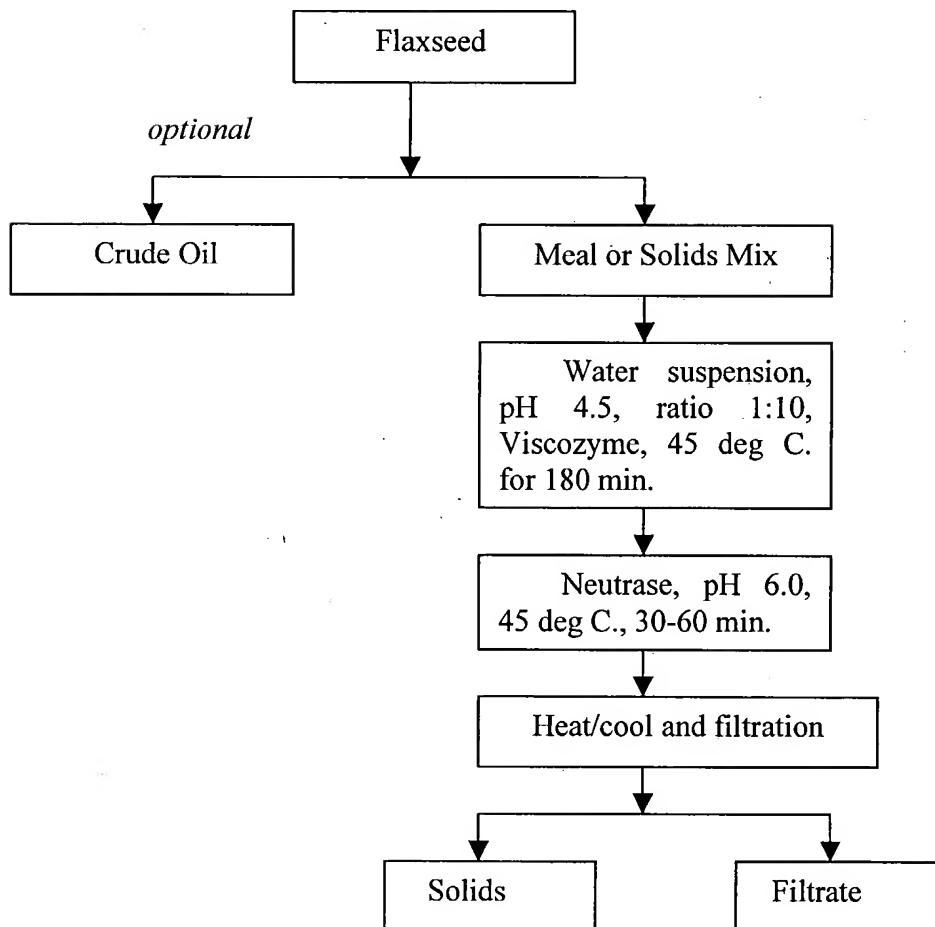 Flaxseed
optional
Crude Oil
Meal or Solids Mix
Water suspension,
pH 4.5, ratio 1:10,
Viscozyme, 45 deg C.
for 180 min.
Neutrase, pH 6.0,
45 deg C., 30-60 min.
Heat/cool and filtration
Solids
Filtrate